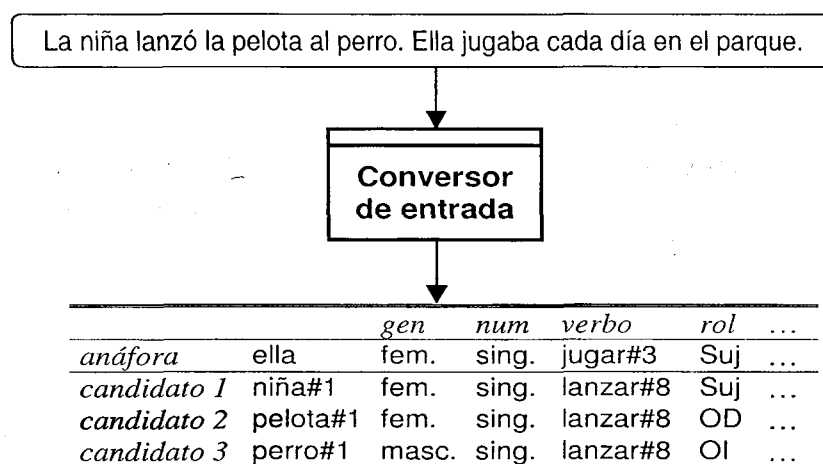 La niña lanzó la pelota al perro. Ella jugaba cada día en el parque.
Conversor
de entrada
gen num verbo rol ...
anáfora ella fem. sing. jugar#3 Suj ...
candidato 1 niña#1 fem. sing. lanzar#8 Suj ...
candidato 2 pelota#1 fem. sing. lanzar#8 OD ...
candidato 3 perro#1 masc. sing. lanzar#8 OI ...